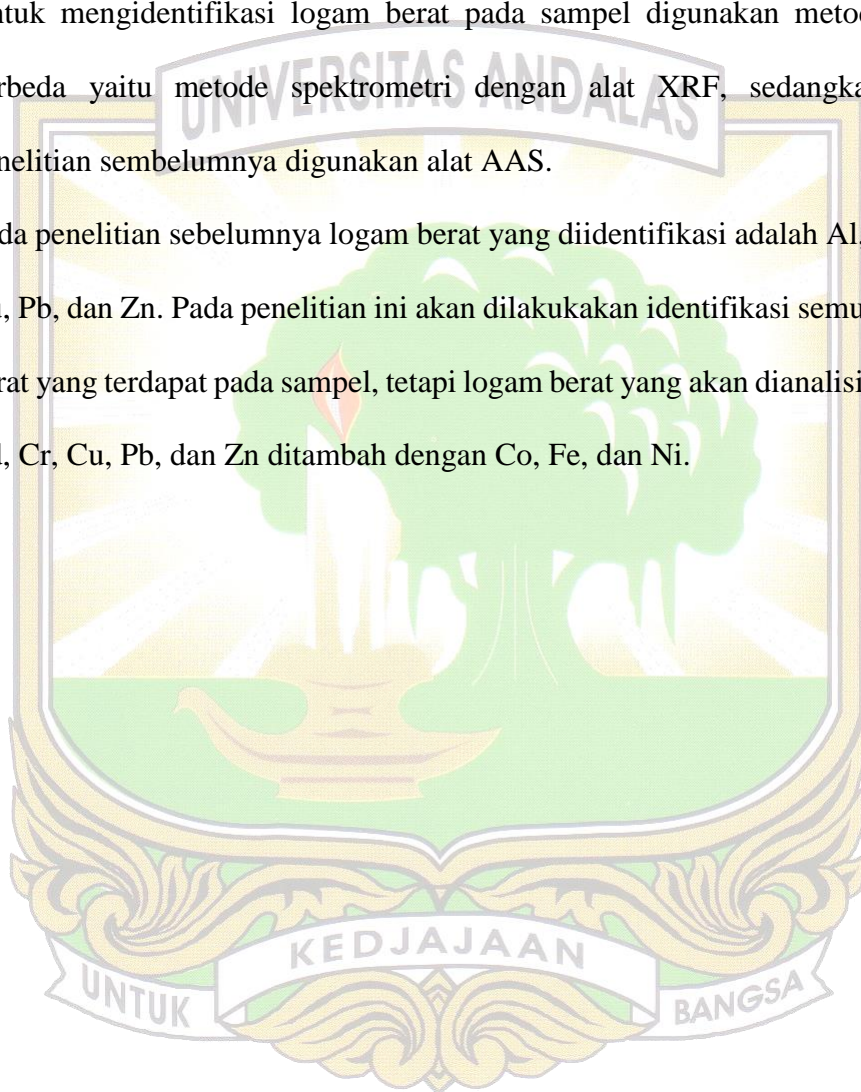 ntuk mengidentifikasi logam berat pada sampel digunakan metod
rbeda yaitu metode spektrometri dengan alat XRF, sedangka
nelitian sembelumnya digunakan alat AAS.
da penelitian sebelumnya logam berat yang diidentifikasi adalah Al,
u, Pb, dan Zn. Pada penelitian ini akan dilakukakan identifikasi semu
rat yang terdapat pada sampel, tetapi logam berat yang akan dianalisi
d, Cr, Cu, Pb, dan Zn ditambah dengan Co, Fe, dan Ni.
UNIVERSITAS ANDALAS
UNTUK KEDJAJAAN BANGSA